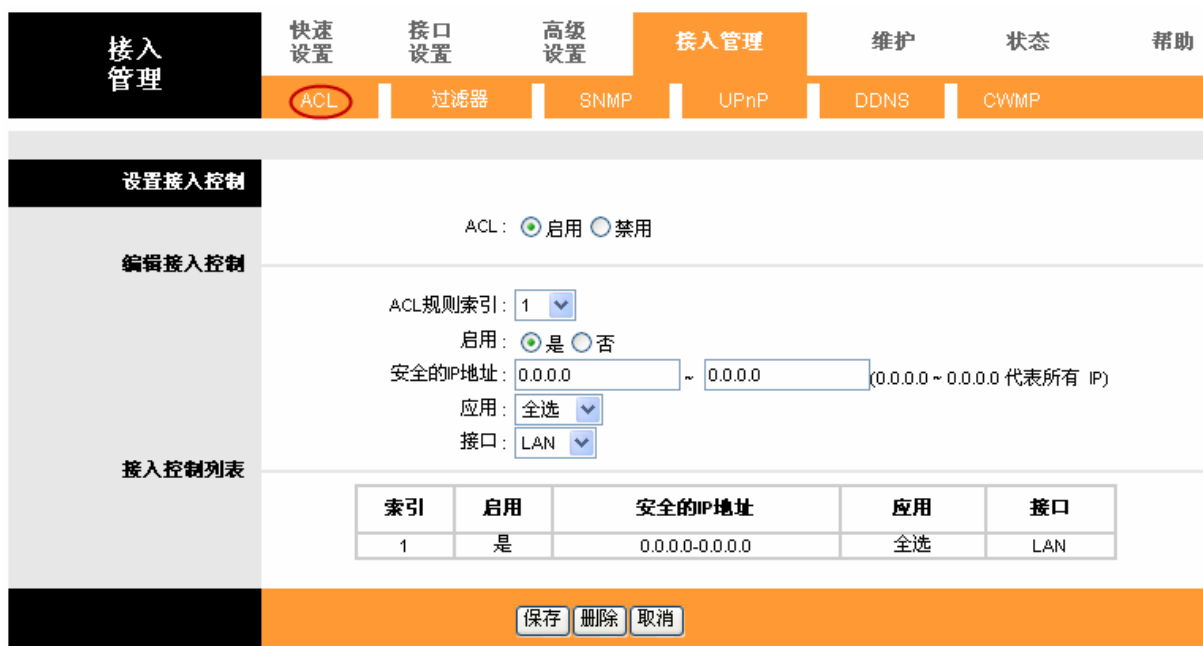 接入
管理
快速
设置
接口
设置
高级
设置
接入管理
维护
状态
帮助
ACL
过滤器
SNMP
UPnP
DDNS
CWMP
设置接入控制
ACL : 启用 禁用
编辑接入控制
ACL规则索引 : 1
启用 : 是 否
安全的IP地址 : 0.0.0.0 ~ 0.0.0.0 (0.0.0.0 ~ 0.0.0.0 代表所有 IP)
应用 : 全选
接口 : LAN
接入控制列表
索引 启用 安全的IP地址 应用 接口
1 是 0.0.0.0-0.0.0.0 全选 LAN
保存 删除 取消